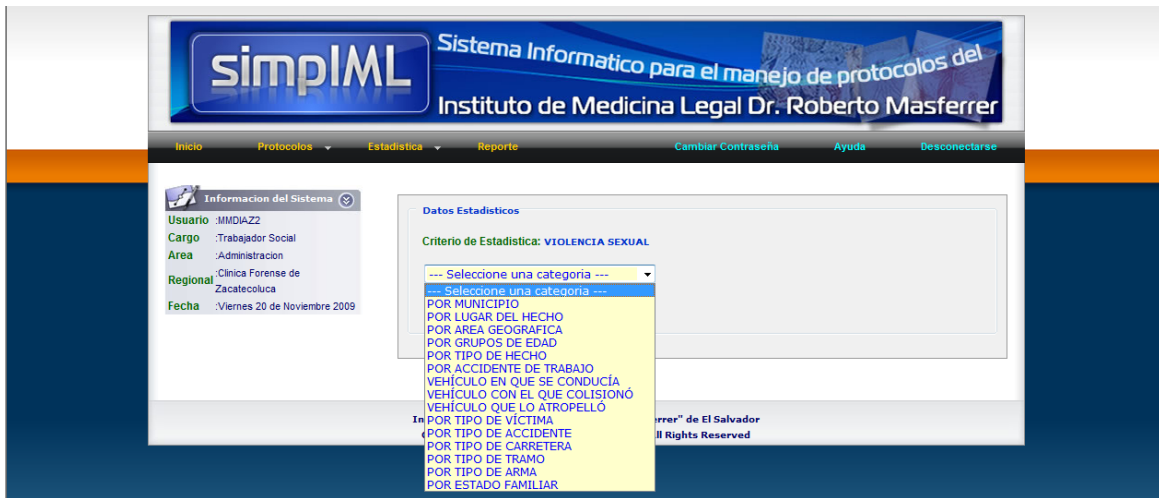 simpIML
Sistema Informatico para el manejo de protocolos del
Instituto de Medicina Legal Dr. Roberto Masferrer
Inicio Protocolos Estadistica Reporte Cambiar Contraseña Ayuda Desconectarse
Informacion del Sistema
Usuario :MMDIAZ2
Cargo :Trabajador Social
Area :Administracion
Regional :Clinica Forense de
Zacatecoluca
Fecha :Viernes 20 de Noviembre 2009
Datos Estadisticos
Criterio de Estadistica: VIOLENCIA SEXUAL
--- Seleccione una categoria ---
--- Seleccione una categoria ---
POR MUNICIPIO
POR LUGAR DEL HECHO
POR AREA GEOGRAFICA
POR GRUPOS DE EDAD
POR TIPO DE HECHO
POR ACCIDENTE DE TRABAJO
VEHÍCULO EN QUE SE CONDUCÍA
VEHÍCULO CON EL QUE COLISIONÓ
VEHÍCULO QUE LO ATROPELLÓ
POR TIPO DE VÍCTIMA
POR TIPO DE ACCIDENTE
POR TIPO DE CARRETERA
POR TIPO DE TRAMO
POR TIPO DE ARMA
POR ESTADO FAMILIAR
de El Salvador
Rights Reserved